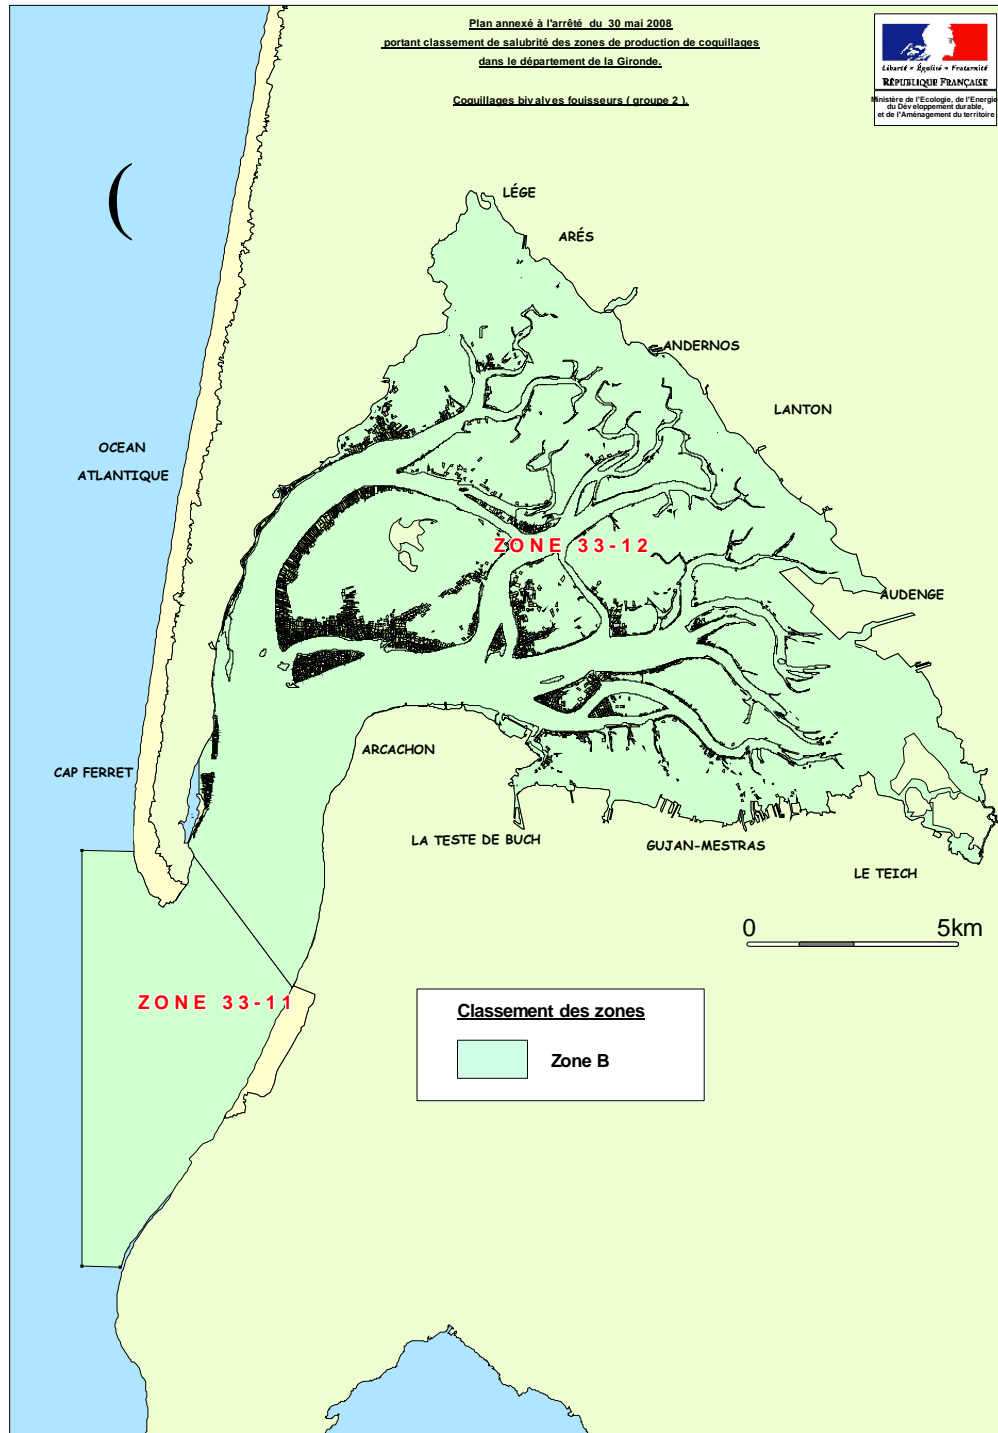 Plan annexé à l'arrêté du 30 mai 2008
portant classement de salubrité des zones de production de coquillages
dans le département de la Gironde.
Coquillages bivalves fouisseurs ( groupe 2 ).
Liberté • Égalité • Fraternité
RÉPUBLIQUE FRANÇAISE
Ministère de l'Ecologie, de l'Energie
du Développement durable,
et de l'Aménagement du territoire
(
LÉGE
ARÉS
ANDERNOS
LANTON
OCEAN
ATLANTIQUE
ZONE 33-12
AUDENGE
ARCACHON
CAP FERRET
LA TESTE DE BUCH
GUJAN-MESTRAS
LE TEICH
0 5km
ZONE 33-11
Classement des zones
Zone B